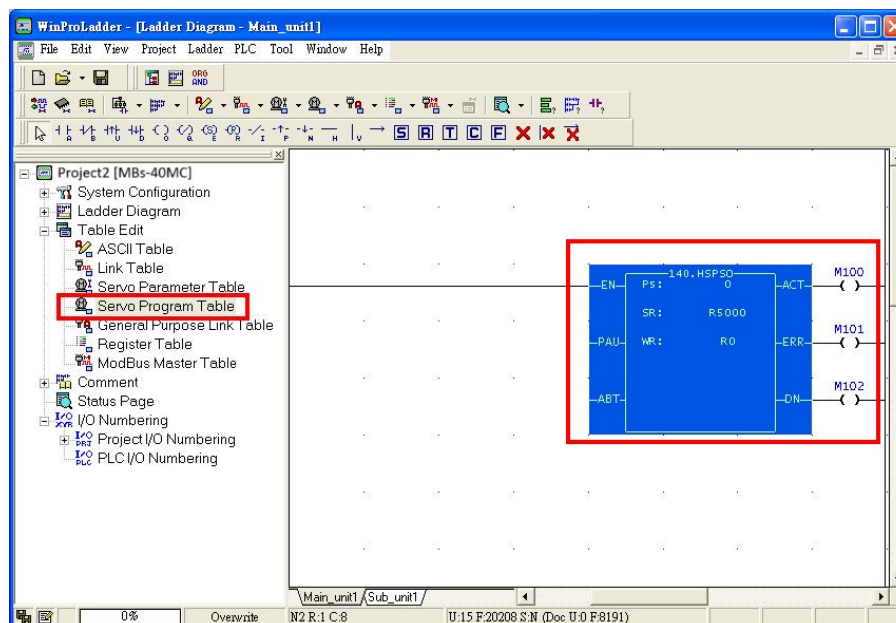 WinProLadder - [Ladder Diagram - Main_unit1]
File Edit View Project Ladder PLC Tool Window Help
ORG
AND
S R T C F
Project2 [MBs-40MC]
System Configuration
Ladder Diagram
Table Edit
ASCII Table
Link Table
Servo Parameter Table
Servo Program Table
General Purpose Link Table
Register Table
ModBus Master Table
Comment
Status Page
I/O Numbering
Project I/O Numbering
PLC I/O Numbering
140.HSPSO
EN Ps: 0 ACT M100
SR: R5000
PAU WR: R0 ERR M101
ABT DN M102
Main_unit1 Sub_unit1
0% Overwrite N2 R:1 C:8 U:15 F:20208 S:N (Doc U:0 F:8191)